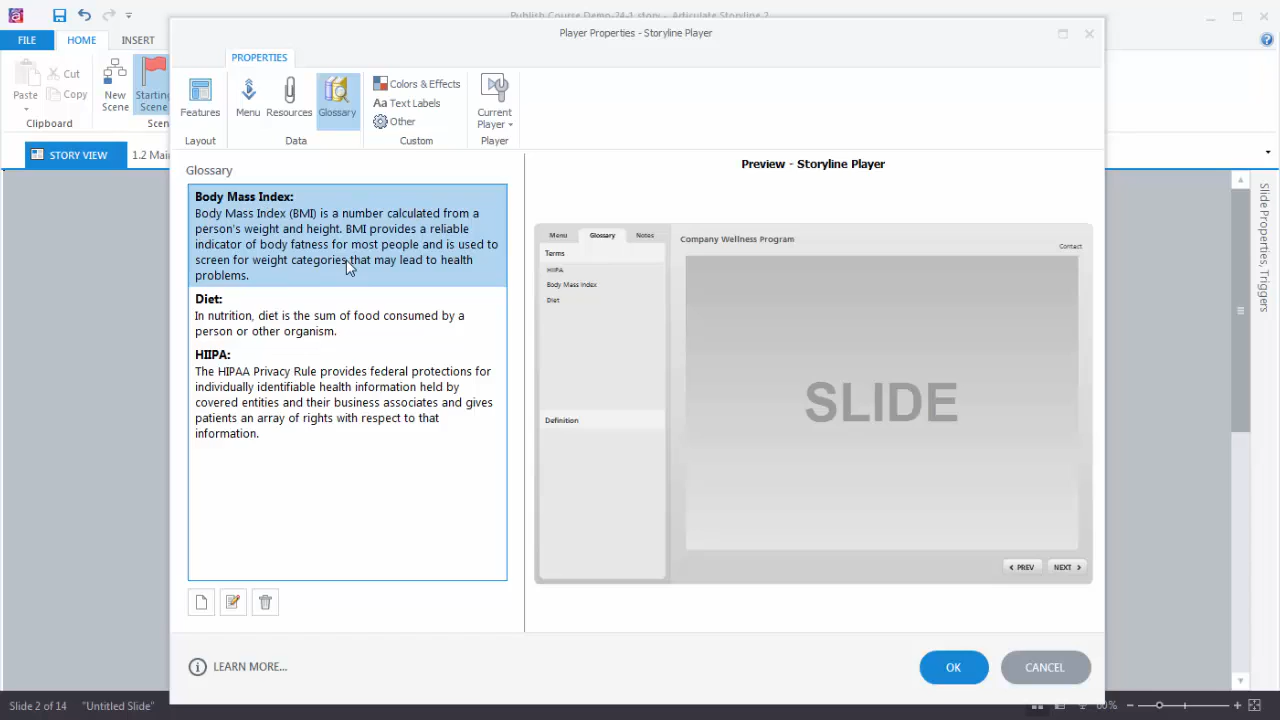 Publish Course Demo-24-1.story - Articulate Storyline 2
Player Properties - Storyline Player
FILE
HOME
INSERT
PROPERTIES
Paste
Cut
Copy
Clipboard
New Scene
Starting Scene
Features
Layout
Menu
Resources
Glossary
Data
Colors & Effects
Aa Text Labels
Other
Custom
Current Player
Player
STORY VIEW
1.2 Mai
Glossary
Body Mass Index:
Body Mass Index (BMI) is a number calculated from a
person's weight and height. BMI provides a reliable
indicator of body fatness for most people and is used to
screen for weight categories that may lead to health
problems.
Diet:
In nutrition, diet is the sum of food consumed by a
person or other organism.
HIIPA:
The HIPAA Privacy Rule provides federal protections for
individually identifiable health information held by
covered entities and their business associates and gives
patients an array of rights with respect to that
information.
Preview - Storyline Player
Menu
Glossary
Notes
Company Wellness Program
Contact
Terms
HIIPA
Body Mass Index
Diet
Definition
SLIDE
PREV
NEXT
Slide Properties, Triggers
LEARN MORE...
OK
CANCEL
Slide 2 of 14
"Untitled Slide"
60%